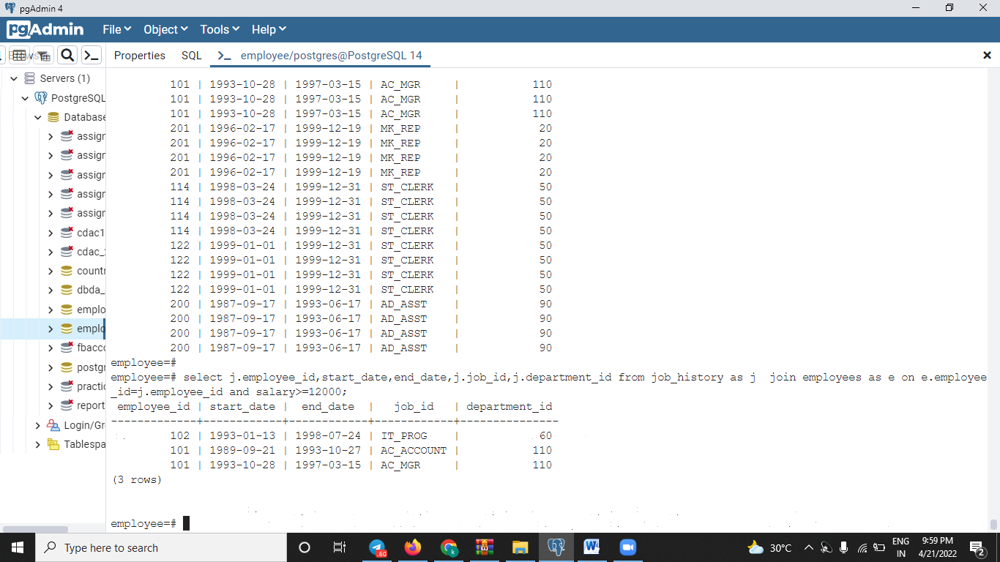 pgAdmin 4
pgAdmin File Object Tools Help
Properties SQL employee/postgres@PostgreSQL 14
Servers (1)
PostgreSQL
Database
assigr
assigr
assigr
assigr
assigr
cdac1
cdac_
countr
dbda_
emplo
emplo
fbacco
postgr
practic
report
Login/Gr
Tablespa
101 | 1993-10-28 | 1997-03-15 | AC_MGR | 110
101 | 1993-10-28 | 1997-03-15 | AC_MGR | 110
101 | 1993-10-28 | 1997-03-15 | AC_MGR | 110
201 | 1996-02-17 | 1999-12-19 | MK_REP | 20
201 | 1996-02-17 | 1999-12-19 | MK_REP | 20
201 | 1996-02-17 | 1999-12-19 | MK_REP | 20
201 | 1996-02-17 | 1999-12-19 | MK_REP | 20
114 | 1998-03-24 | 1999-12-31 | ST_CLERK | 50
114 | 1998-03-24 | 1999-12-31 | ST_CLERK | 50
114 | 1998-03-24 | 1999-12-31 | ST_CLERK | 50
114 | 1998-03-24 | 1999-12-31 | ST_CLERK | 50
122 | 1999-01-01 | 1999-12-31 | ST_CLERK | 50
122 | 1999-01-01 | 1999-12-31 | ST_CLERK | 50
122 | 1999-01-01 | 1999-12-31 | ST_CLERK | 50
122 | 1999-01-01 | 1999-12-31 | ST_CLERK | 50
200 | 1987-09-17 | 1993-06-17 | AD_ASST | 90
200 | 1987-09-17 | 1993-06-17 | AD_ASST | 90
200 | 1987-09-17 | 1993-06-17 | AD_ASST | 90
200 | 1987-09-17 | 1993-06-17 | AD_ASST | 90
employee=#
employee=# select j.employee_id,start_date,end_date,j.job_id,j.department_id from job_history as j  join employees as e on e.employee
_id=j.employee_id and salary>=12000;
employee_id | start_date | end_date | job_id | department_id
-------------+------------+------------+------------+---------------
102 | 1993-01-13 | 1998-07-24 | IT_PROG | 60
101 | 1989-09-21 | 1993-10-27 | AC_ACCOUNT | 110
101 | 1993-10-28 | 1997-03-15 | AC_MGR | 110
(3 rows)
employee=#
Type here to search
.60
30°C
ENG
IN
9:59 PM
4/21/2022
2